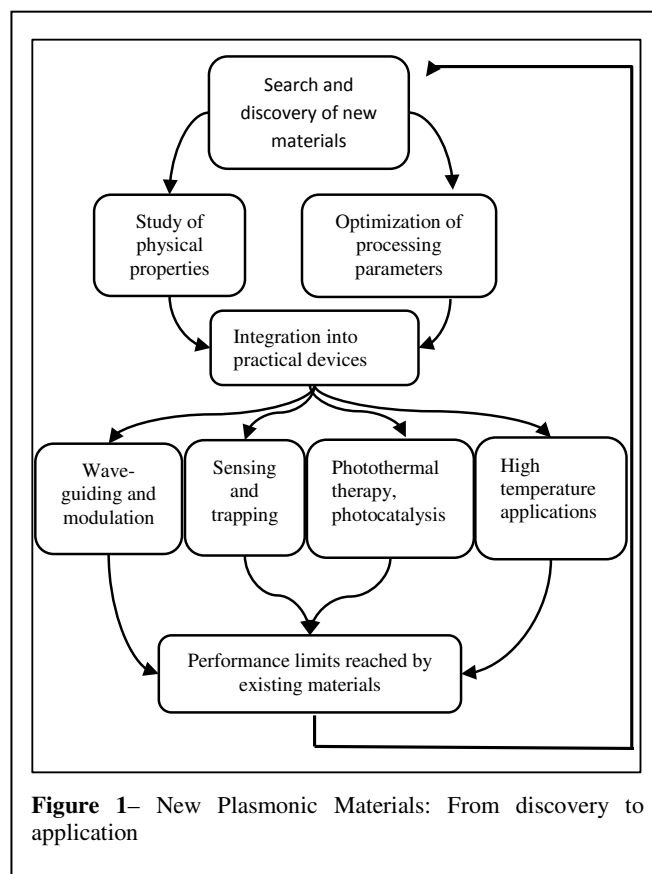 Search and
discovery of new
materials
Study of
physical
properties
Optimization of
processing
parameters
Integration into
practical devices
Wave-
guiding and
modulation
Sensing
and
trapping
Photothermal
therapy,
photocatalysis
High
temperature
applications
Performance limits reached by
existing materials
Figure 1– New Plasmonic Materials: From discovery to
application